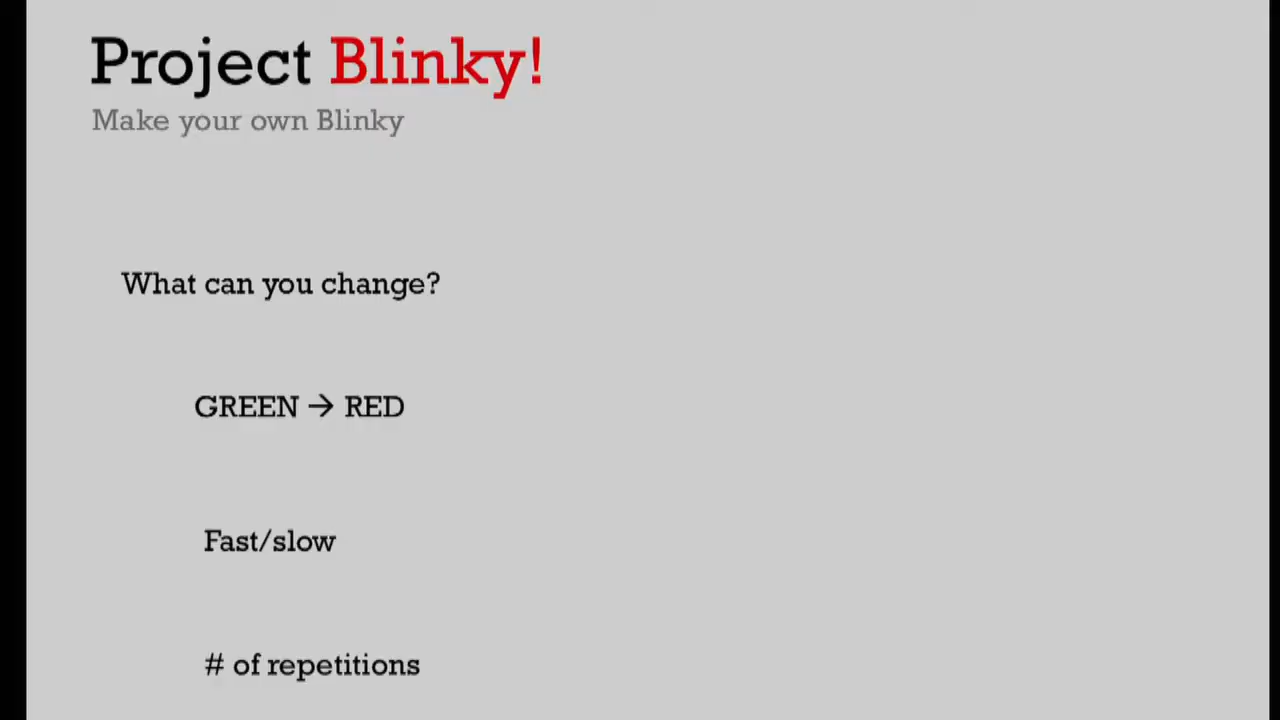 Project Blinky!
Make your own Blinky
What can you change?
GREEN → RED
Fast/slow
# of repetitions